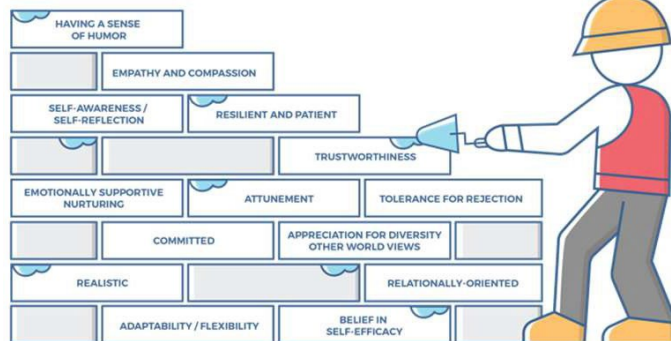 HAVING A SENSE
OF HUMOR
EMPATHY AND COMPASSION
SELF-AWARENESS /
SELF-REFLECTION
RESILIENT AND PATIENT
TRUSTWORTHINESS
EMOTIONALLY SUPPORTIVE
NURTURING
ATTUNEMENT
TOLERANCE FOR REJECTION
COMMITTED
APPRECIATION FOR DIVERSITY
OTHER WORLD VIEWS
REALISTIC
RELATIONALLY-ORIENTED
ADAPTABILITY / FLEXIBILITY
BELIEF IN
SELF-EFFICACY